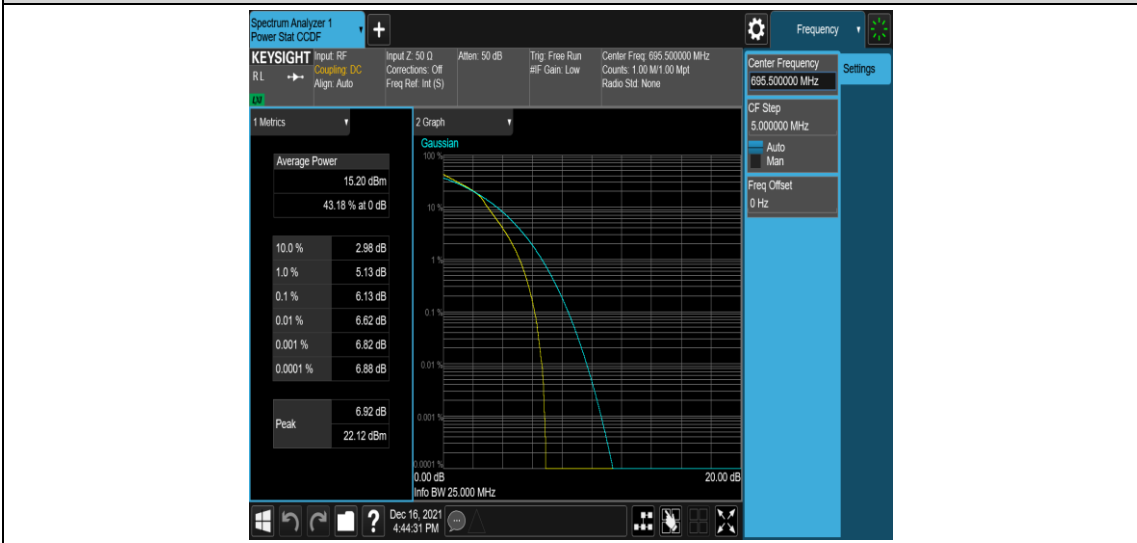 Spectrum Analyzer 1
Power Stat CCDF
+
Frequency
KEYSIGHT
Input: RF
Coupling: DC
Align: Auto
Input Z: 50 Ω
Corrections: Off
Freq Ref: Int (S)
Atten: 50 dB
Trig: Free Run
#IF Gain: Low
Center Freq: 695.500000 MHz
Counts: 1.00 M/1.00 Mpt
Radio Std: None
R L
LXI
Center Frequency
695.500000 MHz
Settings
CF Step
5.000000 MHz
Auto
Man
Freq Offset
0 Hz
1 Metrics
Average Power
15.20 dBm
43.18 % at 0 dB
10.0 % 2.98 dB
1.0 % 5.13 dB
0.1 % 6.13 dB
0.01 % 6.62 dB
0.001 % 6.82 dB
0.0001 % 6.88 dB
Peak
6.92 dB
22.12 dBm
2 Graph
Gaussian
100 %
10 %
1 %
0.1 %
0.01 %
0.001 %
0.0001 %
0.00 dB 20.00 dB
Info BW 25.000 MHz
?
Dec 16, 2021
4:44:31 PM